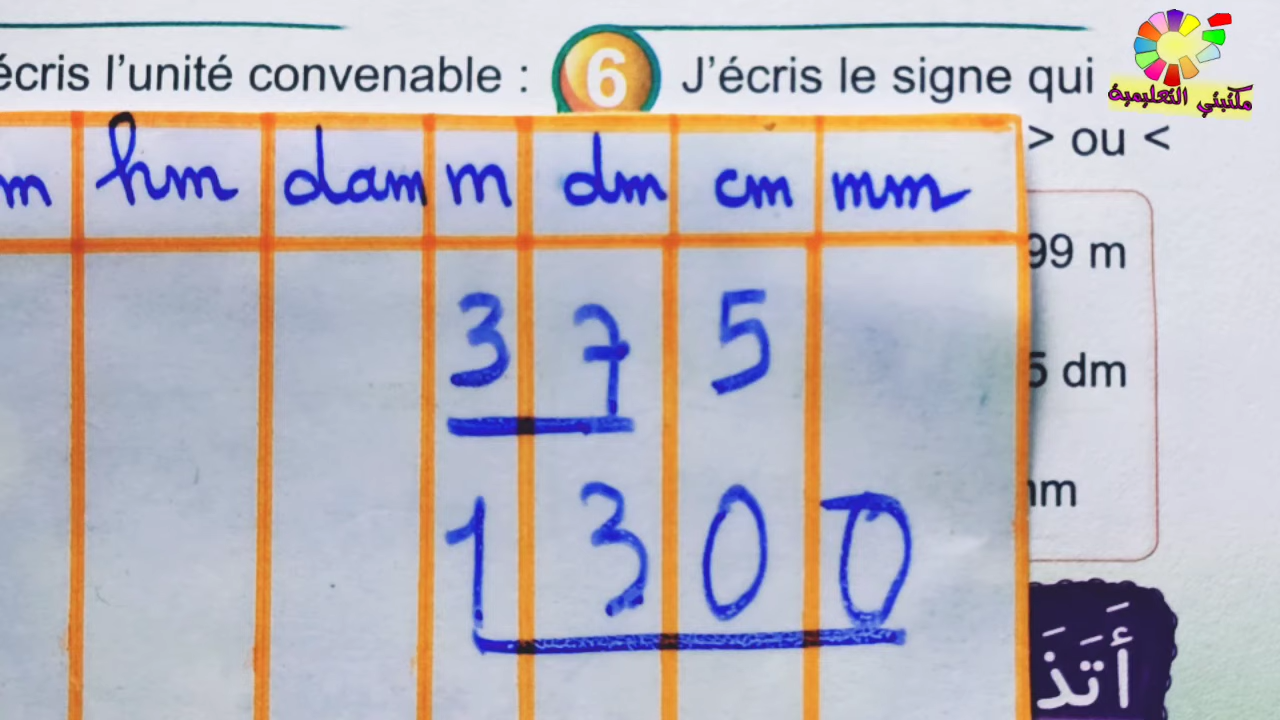 écris l'unité convenable :
6 J'écris le signe qui
مكتبتي التعليمية
> ou <
m hm dam m dm cm mm
99 m
3 7 5
5 dm
1 3 0 0
mm
أَتَذَ